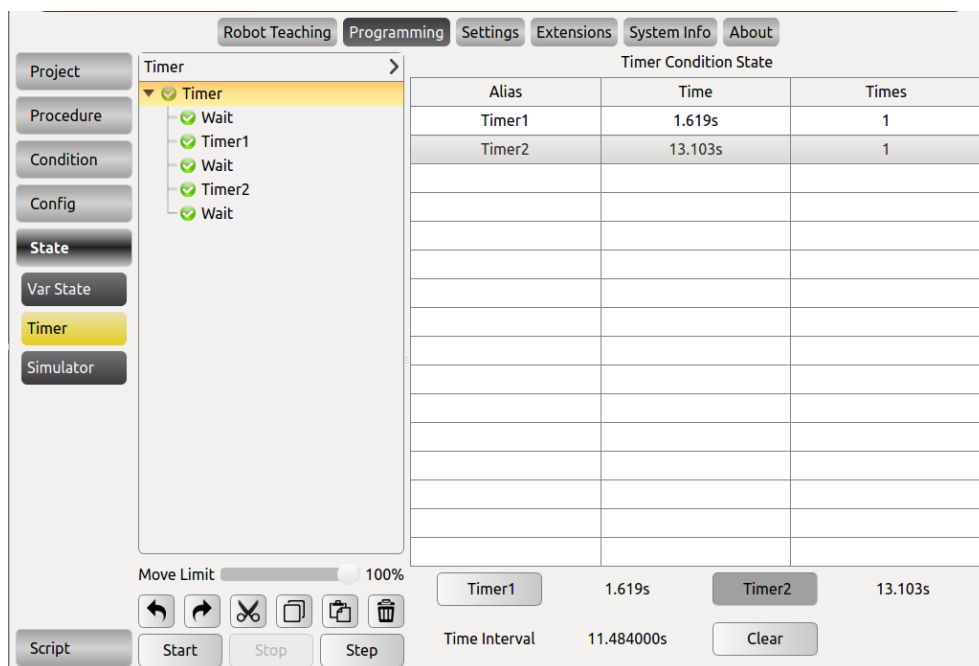 Robot Teaching Programming Settings Extensions System Info About
Project
Procedure
Condition
Config
State
Var State
Timer
Simulator
Script
Timer
Timer
Wait
Timer1
Wait
Timer2
Wait
Move Limit 100%
Start Stop Step
Timer Condition State
Alias Time Times
Timer1 1.619s 1
Timer2 13.103s 1
Timer1 1.619s Timer2 13.103s
Time Interval 11.484000s Clear